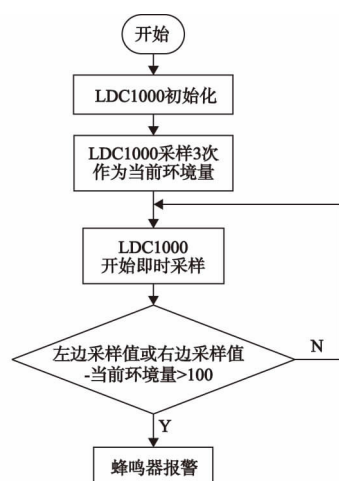 开始
LDC1000初始化
LDC1000采样3次
作为当前环境量
LDC1000
开始即时采样
左边采样值或右边采样值
-当前环境量>100
N
Y
蜂鸣器报警